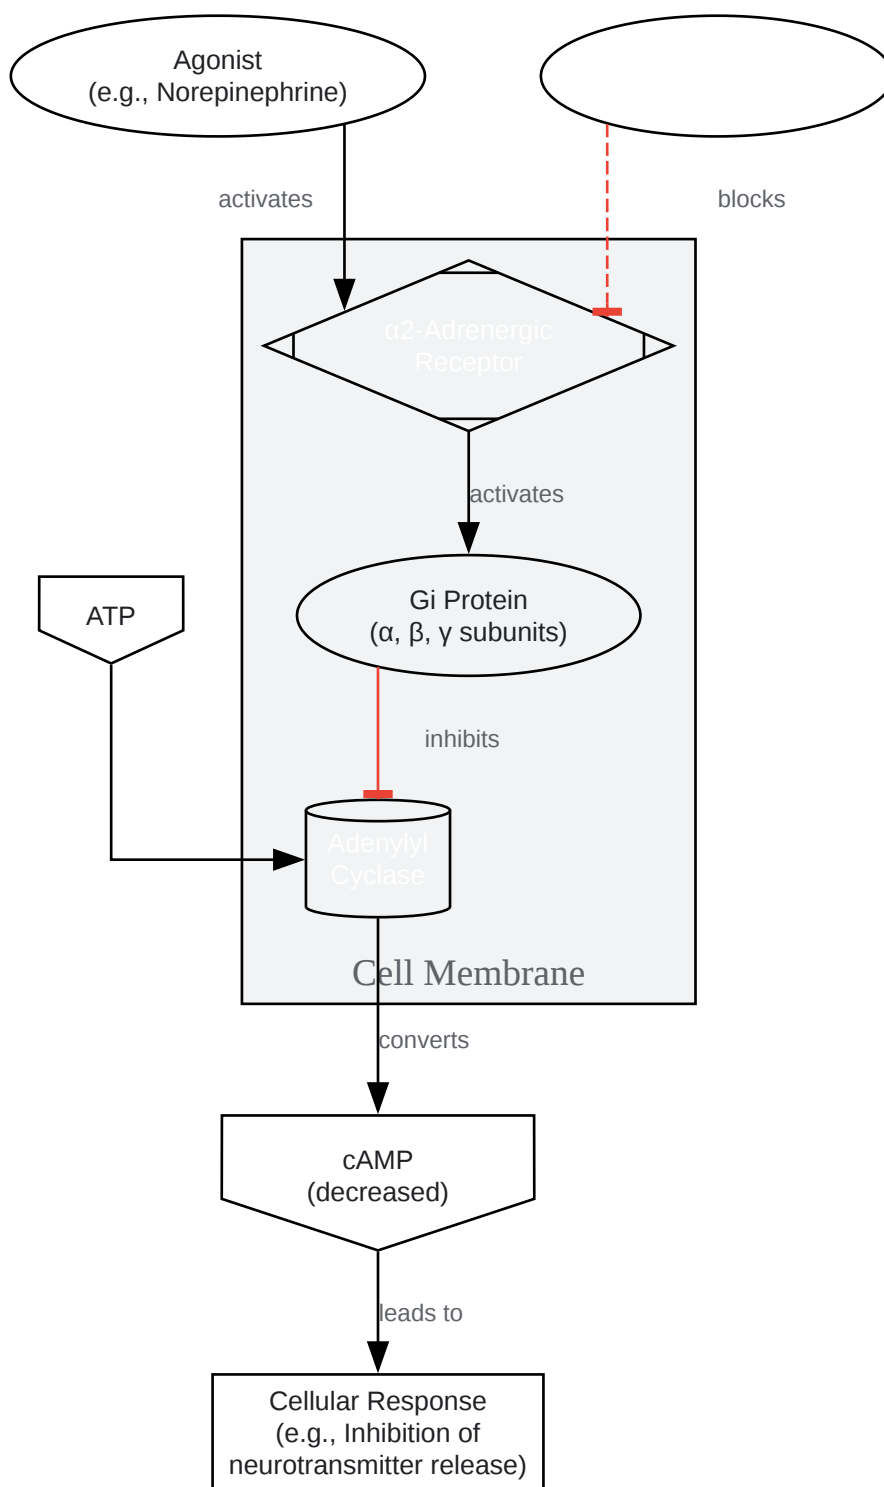 Agonist
(e.g., Norepinephrine)
activates
blocks
α2-Adrenergic
Receptor
activates
ATP
Gi Protein
(α, β, γ subunits)
inhibits
Adenylyl
Cyclase
Cell Membrane
converts
cAMP
(decreased)
leads to
Cellular Response
(e.g., Inhibition of
neurotransmitter release)